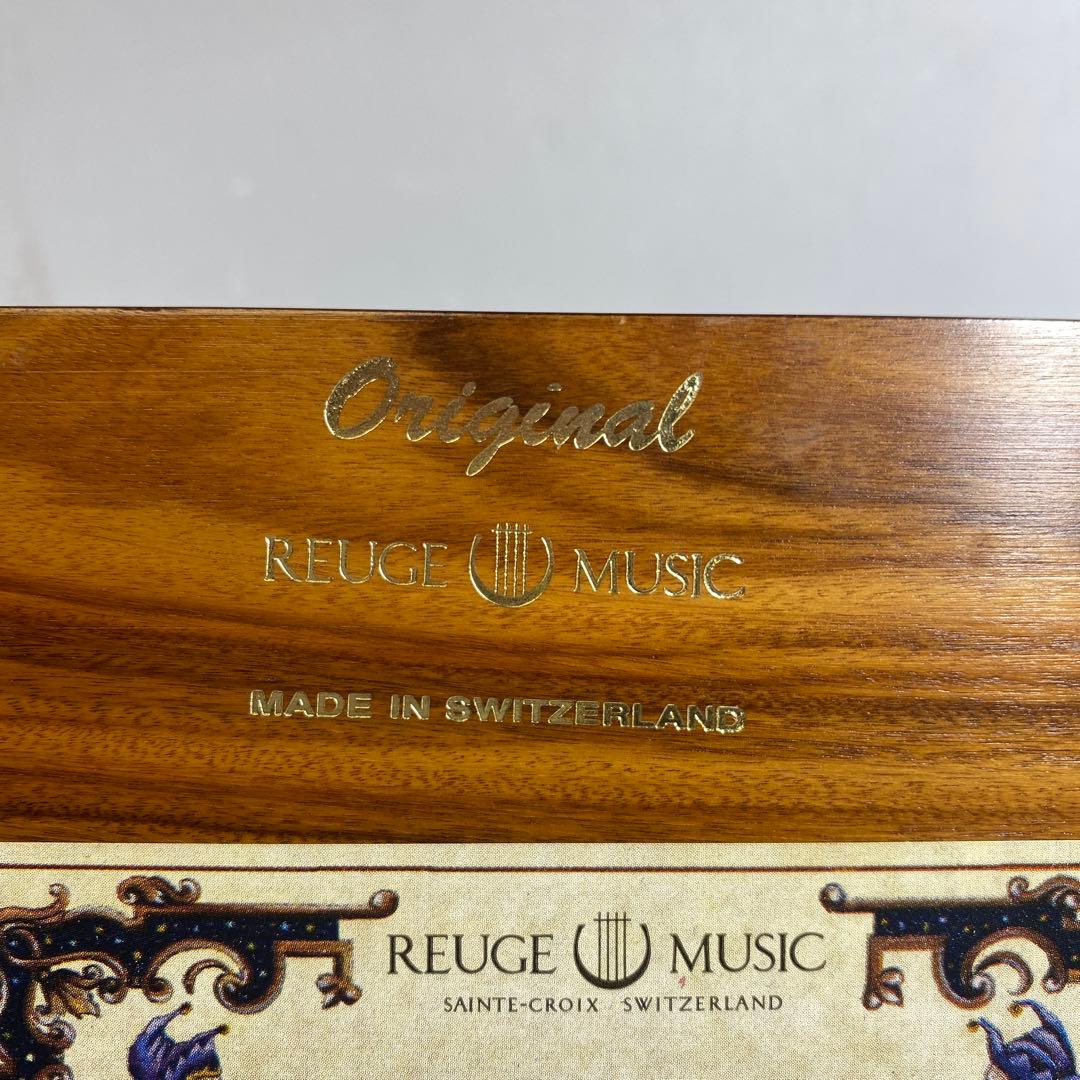 Original
REUGE MUSIC
MADE IN SWITZERLAND
REUGE MUSIC
SAINTE-CROIX / SWITZERLAND